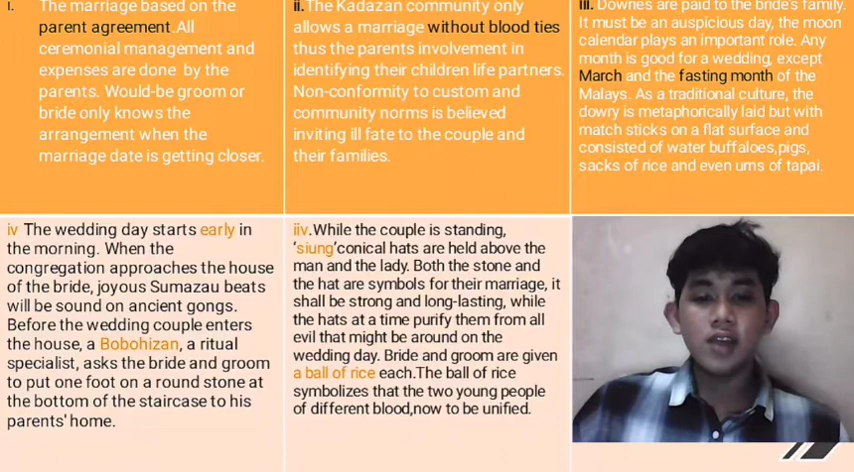 I. The marriage based on the
parent agreement.All
ceremonial management and
expenses are done by the
parents. Would-be groom or
bride only knows the
arrangement when the
marriage date is getting closer.
ii.The Kadazan community only
allows a marriage without blood ties
thus the parents involvement in
identifying their children life partners.
Non-conformity to custom and
community norms is believed
inviting ill fate to the couple and
their families.
iii. Dowries are paid to the bride's family.
It must be an auspicious day, the moon
calendar plays an important role. Any
month is good for a wedding, except
March and the fasting month of the
Malays. As a traditional culture, the
dowry is metaphorically laid but with
match sticks on a flat surface and
consisted of water buffaloes,pigs,
sacks of rice and even urns of tapai.
iv The wedding day starts early in
the morning. When the
congregation approaches the house
of the bride, joyous Sumazau beats
will be sound on ancient gongs.
Before the wedding couple enters
the house, a Bobohizan, a ritual
specialist, asks the bride and groom
to put one foot on a round stone at
the bottom of the staircase to his
parents' home.
iiv.While the couple is standing,
'siung'conical hats are held above the
man and the lady. Both the stone and
the hat are symbols for their marriage, it
shall be strong and long-lasting, while
the hats at a time purify them from all
evil that might be around on the
wedding day. Bride and groom are given
a ball of rice each.The ball of rice
symbolizes that the two young people
of different blood,now to be unified.